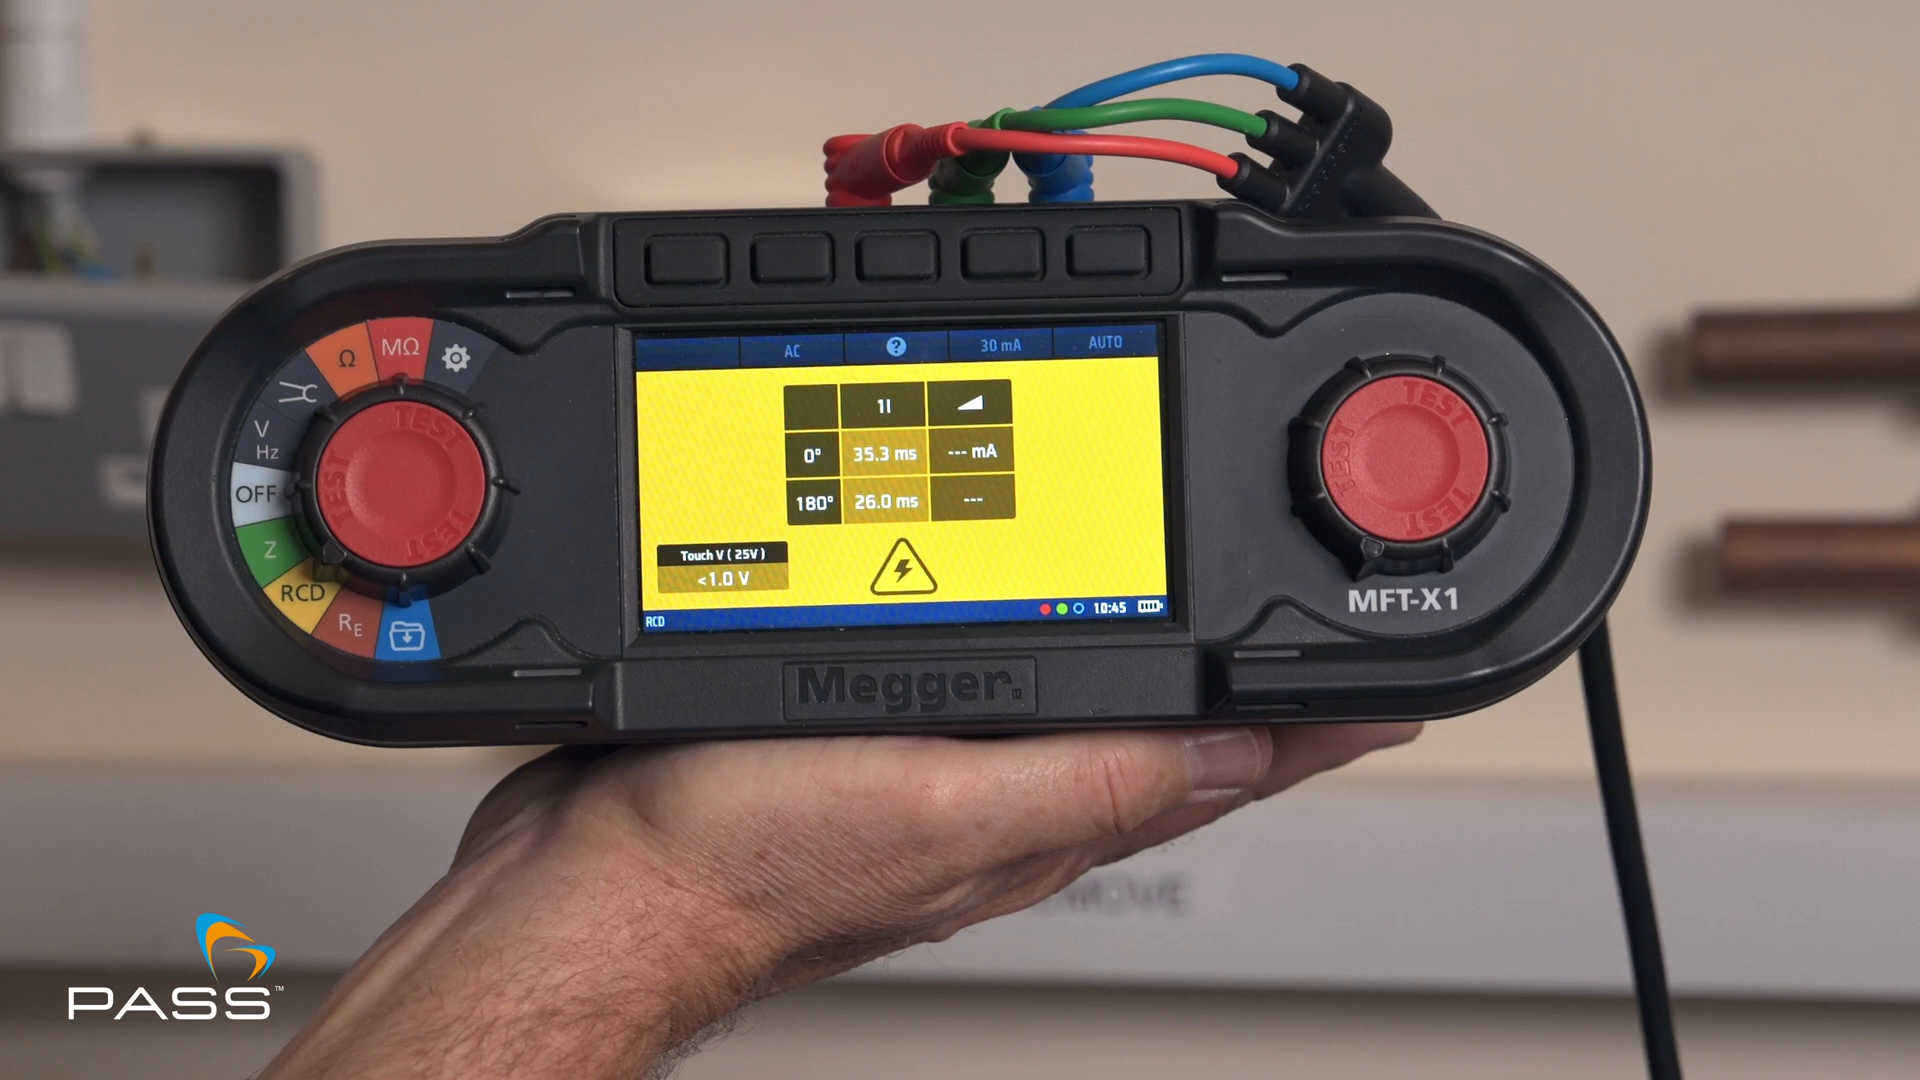 AC
?
30 mA
AUTO
1I
0° 35.3 ms --- mA
180° 26.0 ms ---
Touch V ( 25V )
<1.0 V
RCD
10:45
MΩ
Ω
V
Hz
OFF
Z
RCD
RE
TEST
TEST
TEST
TEST
TEST
TEST
MFT-X1
Megger
PASS™